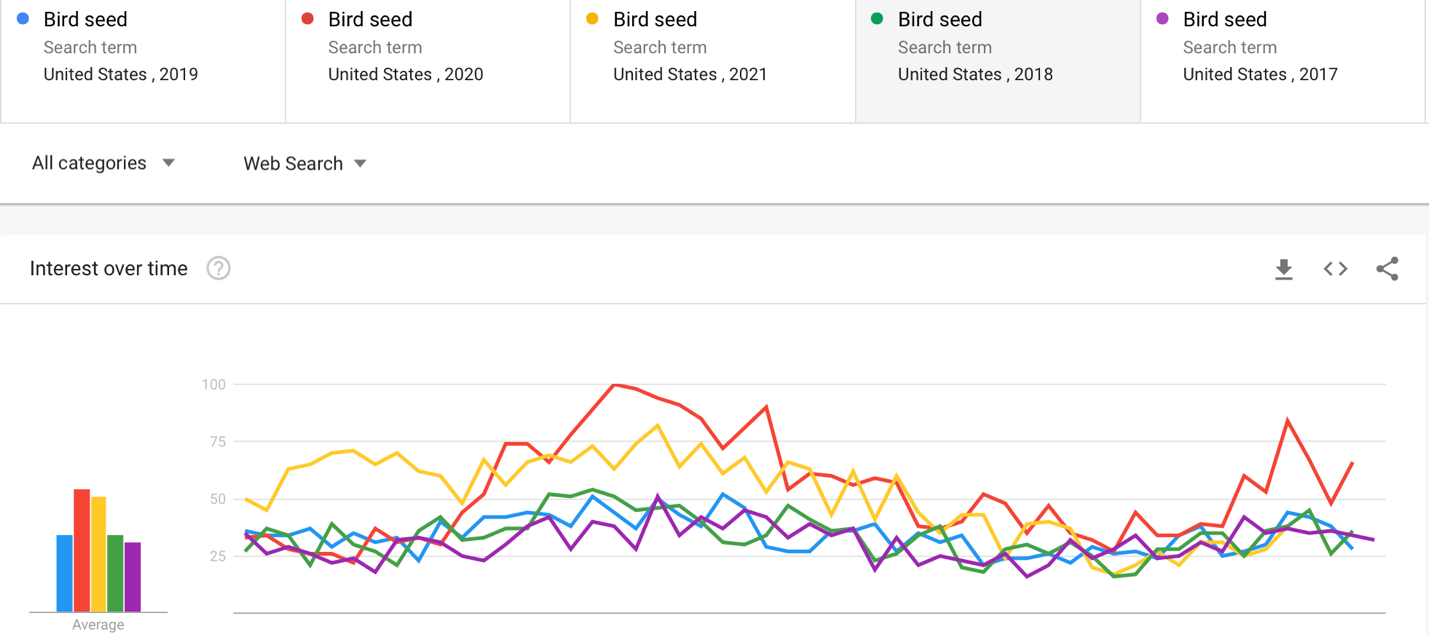 Bird seed
Search term
United States , 2019
Bird seed
Search term
United States , 2020
Bird seed
Search term
United States , 2021
Bird seed
Search term
United States , 2018
Bird seed
Search term
United States , 2017
All categories
Web Search
Interest over time
?
100
75
50
25
Average